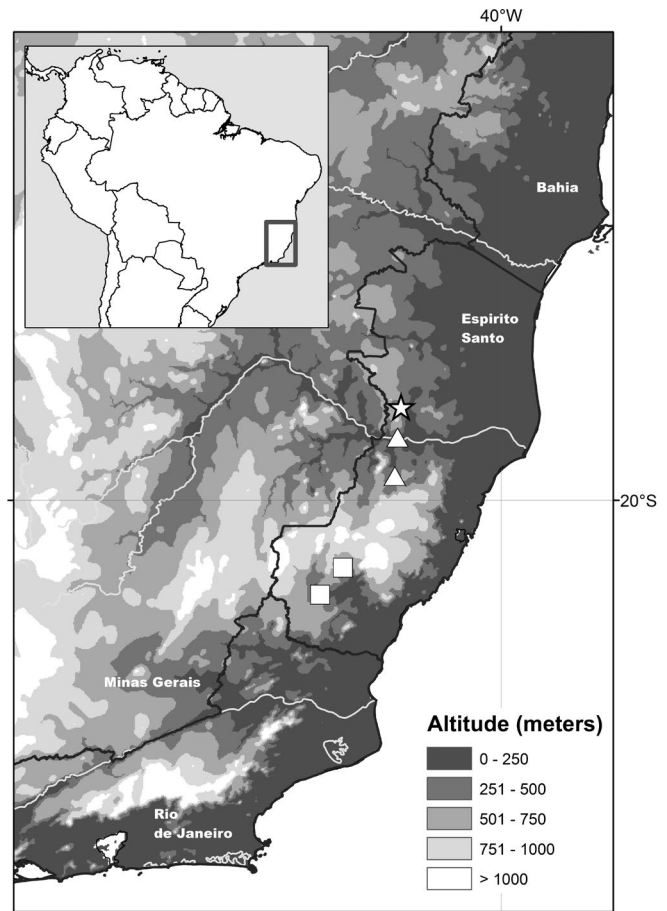 40°W
Bahia
Espirito
Santo
20°S
Minas Gerais
Rio
de Janeiro
Altitude (meters)
0 - 250
251 - 500
501 - 750
751 - 1000
> 1000